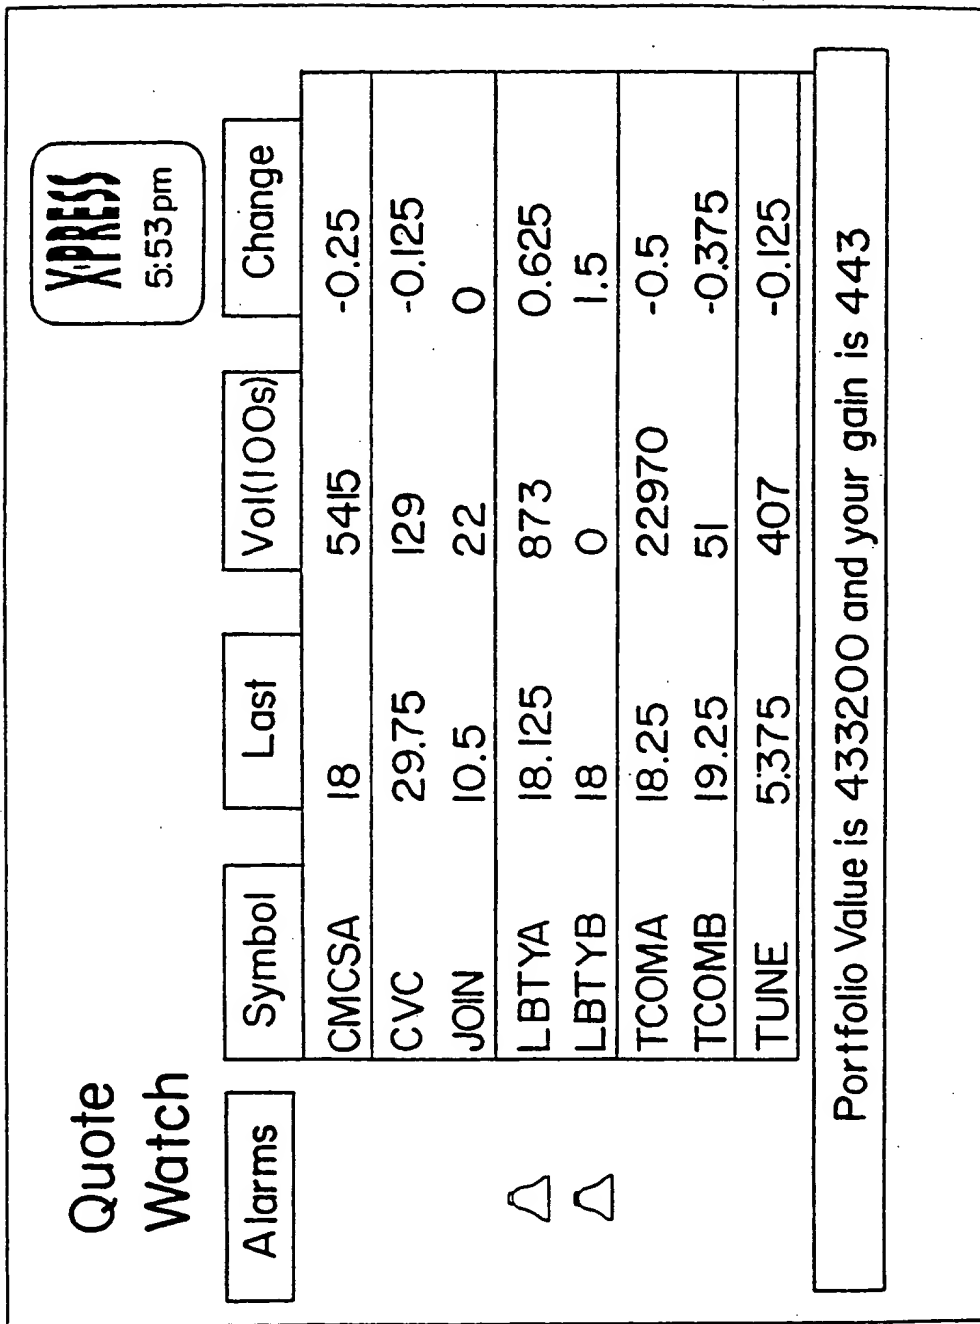 Quote
Watch
X·PRESS
5:53pm
Alarms Symbol Last Vol(100s) Change
CMCSA 18 5415 -0.25
CVC 29.75 129 -0.125
JOIN 10.5 22 0
LBTYA 18.125 873 0.625
LBTYB 18 0 1.5
TCOMA 18.25 22970 -0.5
TCOMB 19.25 51 -0.375
TUNE 5.375 407 -0.125
Portfolio Value is 433200 and your gain is 443